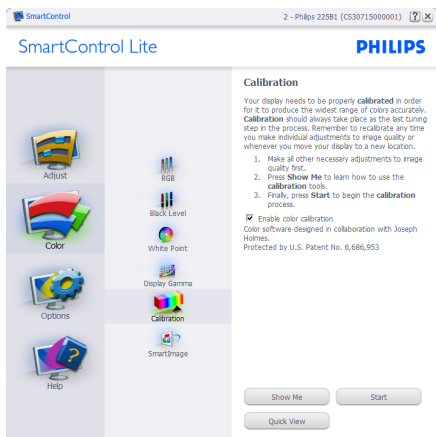 SmartControl
2 - Philips 225B1 (CS30715000001)
SmartControl Lite
PHILIPS
Adjust
Color
Options
Help
RGB
Black Level
White Point
Display Gamma
Calibration
SmartImage
Calibration
Your display needs to be properly calibrated in order
for it to produce the widest range of colors accurately.
Calibration should always take place as the last tuning
step in the process. Remember to recalibrate any time
you make individual adjustments to image quality or
whenever you move your display to a new location.
1. Make all other necessary adjustments to image
quality first.
2. Press Show Me to learn how to use the
calibration tools.
3. Finally, press Start to begin the calibration
process.
Enable color calibration
Color software designed in collaboration with Joseph
Holmes.
Protected by U.S. Patent No. 6,686,953
Show Me
Start
Quick View